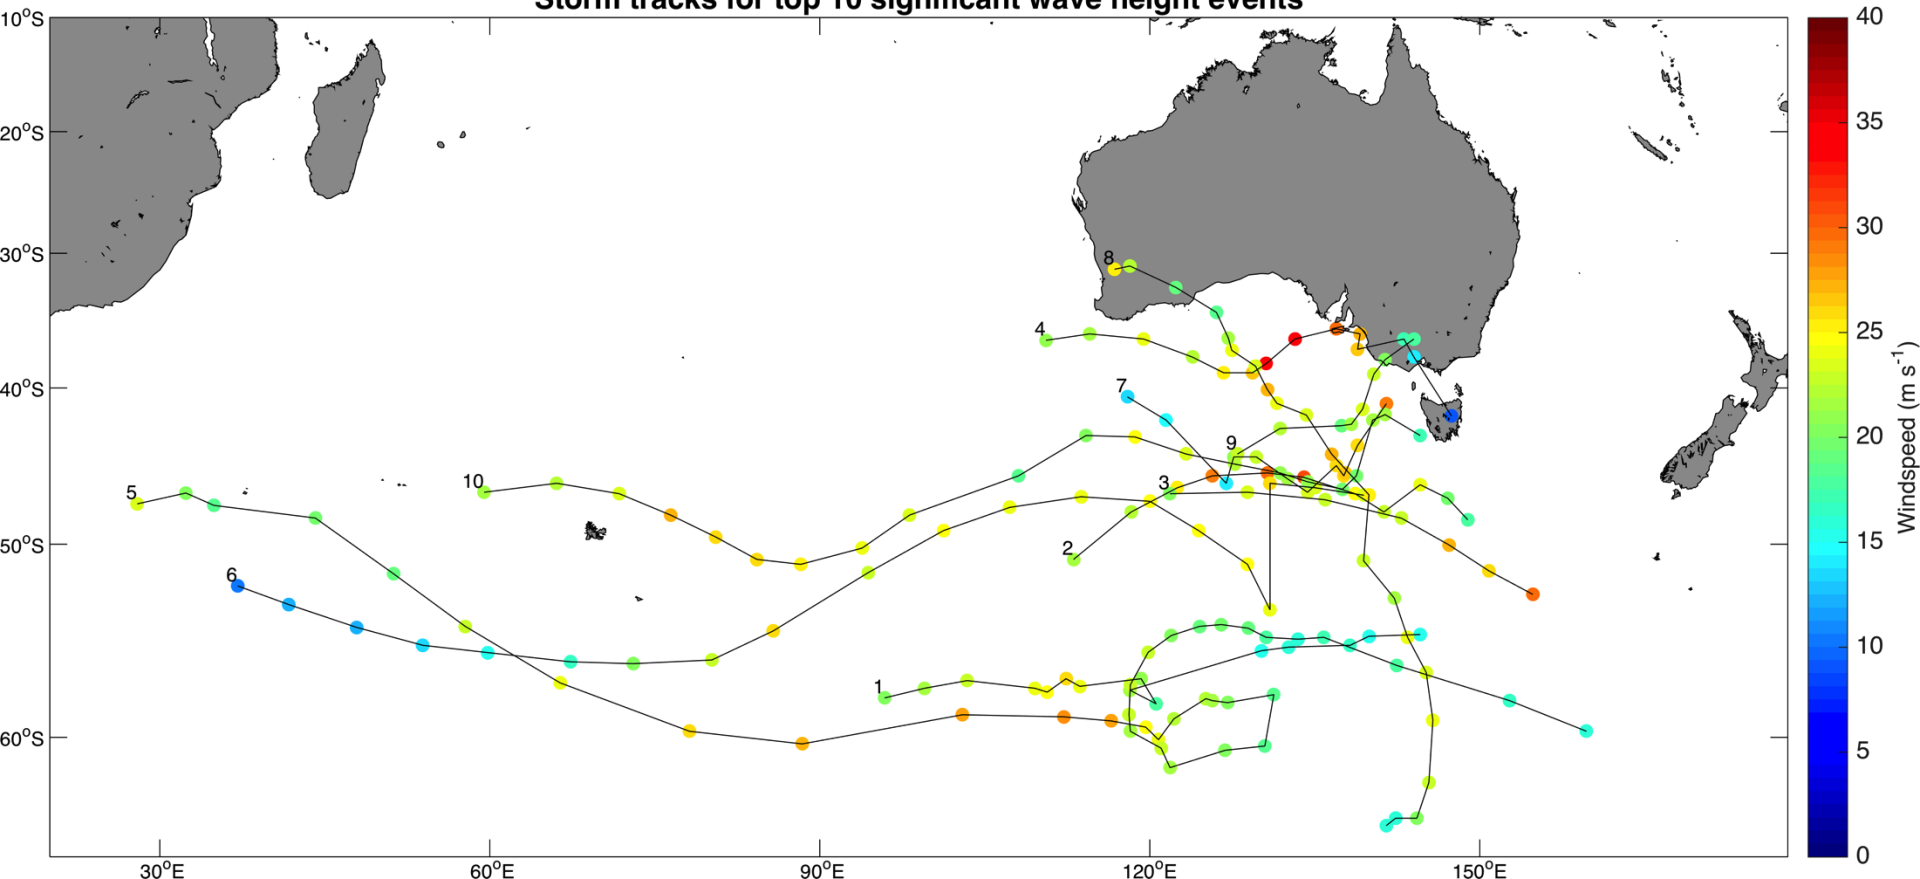 Storm tracks for top 10 significant wave height events
10°S
20°S
30°S
40°S
50°S
60°S
30°E
60°E
90°E
120°E
150°E
8
4
7
9
10
3
5
2
6
1
40
35
30
25
20
15
10
5
0
Windspeed (m s⁻¹)